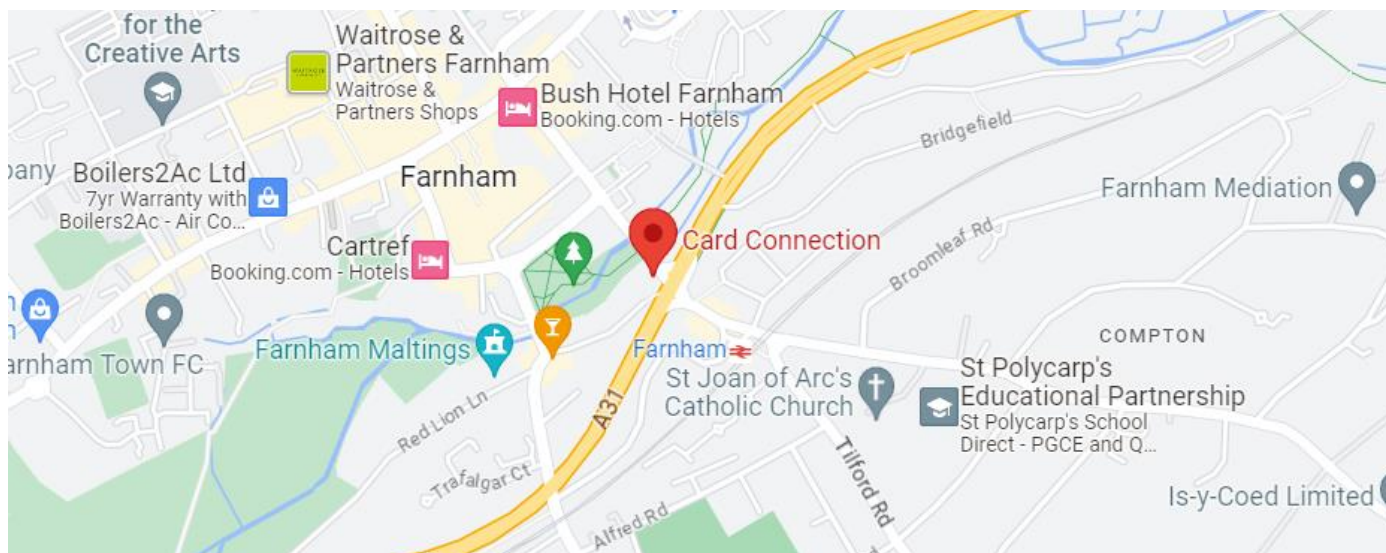 for the
Creative Arts
Waitrose &
Partners Farnham
Waitrose &
Partners Shops
Bush Hotel Farnham
Booking.com - Hotels
Bridgefield
pany
Boilers2Ac Ltd
7yr Warranty with
Boilers2Ac - Air Co...
Farnham
Farnham Mediation
Cartref
Booking.com - Hotels
Card Connection
Broomleaf Rd
n
n
arnham Town FC
Farnham Maltings
Farnham
COMPTON
St Joan of Arc's
Catholic Church
St Polycarp's
Educational Partnership
St Polycarp's School
Direct - PGCE and Q...
A31
Red Lion Ln
Trafalgar Ct
Tilford Rd
Alfred Rd
Is-y-Coed Limited